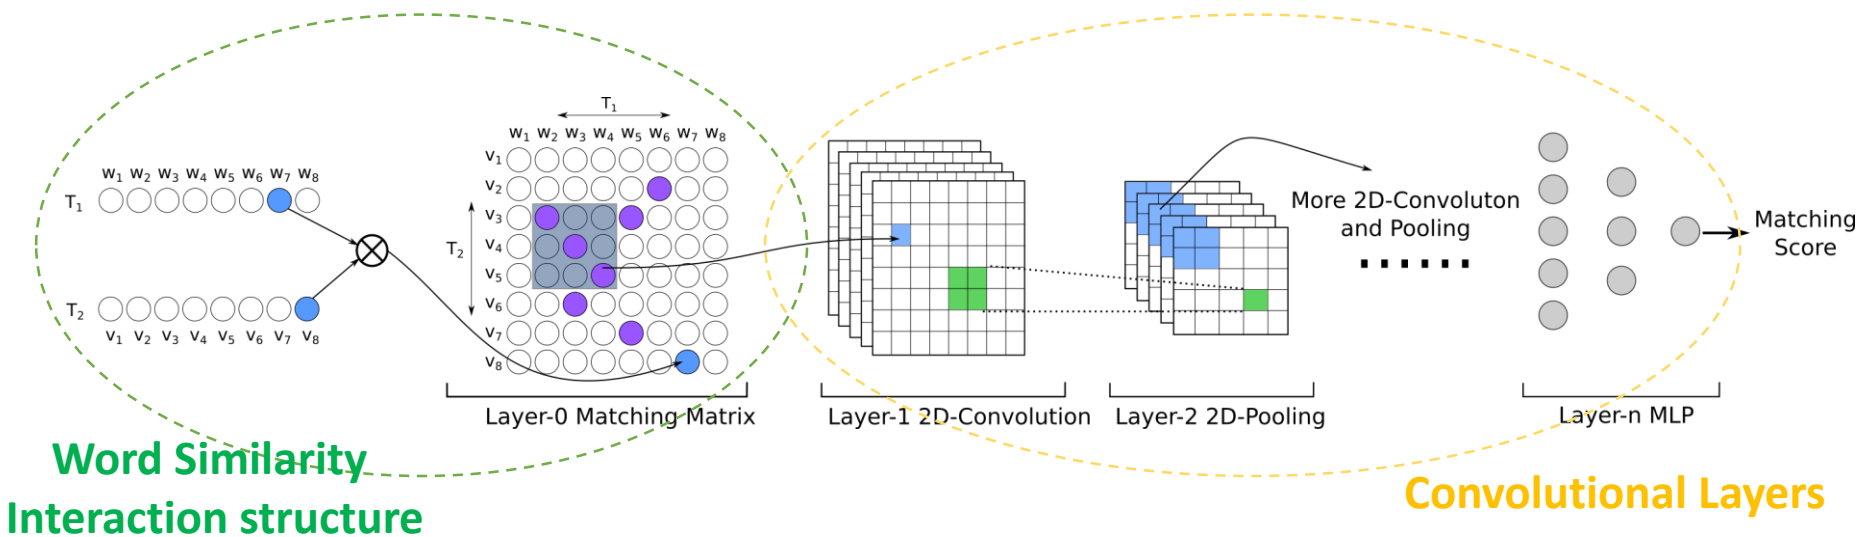 T₁
w₁ w₂ w₃ w₄ w₅ w₆ w₇ w₈
T₂
v₁ v₂ v₃ v₄ v₅ v₆ v₇ v₈
T₁
w₁ w₂ w₃ w₄ w₅ w₆ w₇ w₈
T₂
v₁
v₂
v₃
v₄
v₅
v₆
v₇
v₈
Layer-0 Matching Matrix
Layer-1 2D-Convolution
Layer-2 2D-Pooling
More 2D-Convoluton
and Pooling
Layer-n MLP
Matching
Score
Word Similarity
Interaction structure
Convolutional Layers